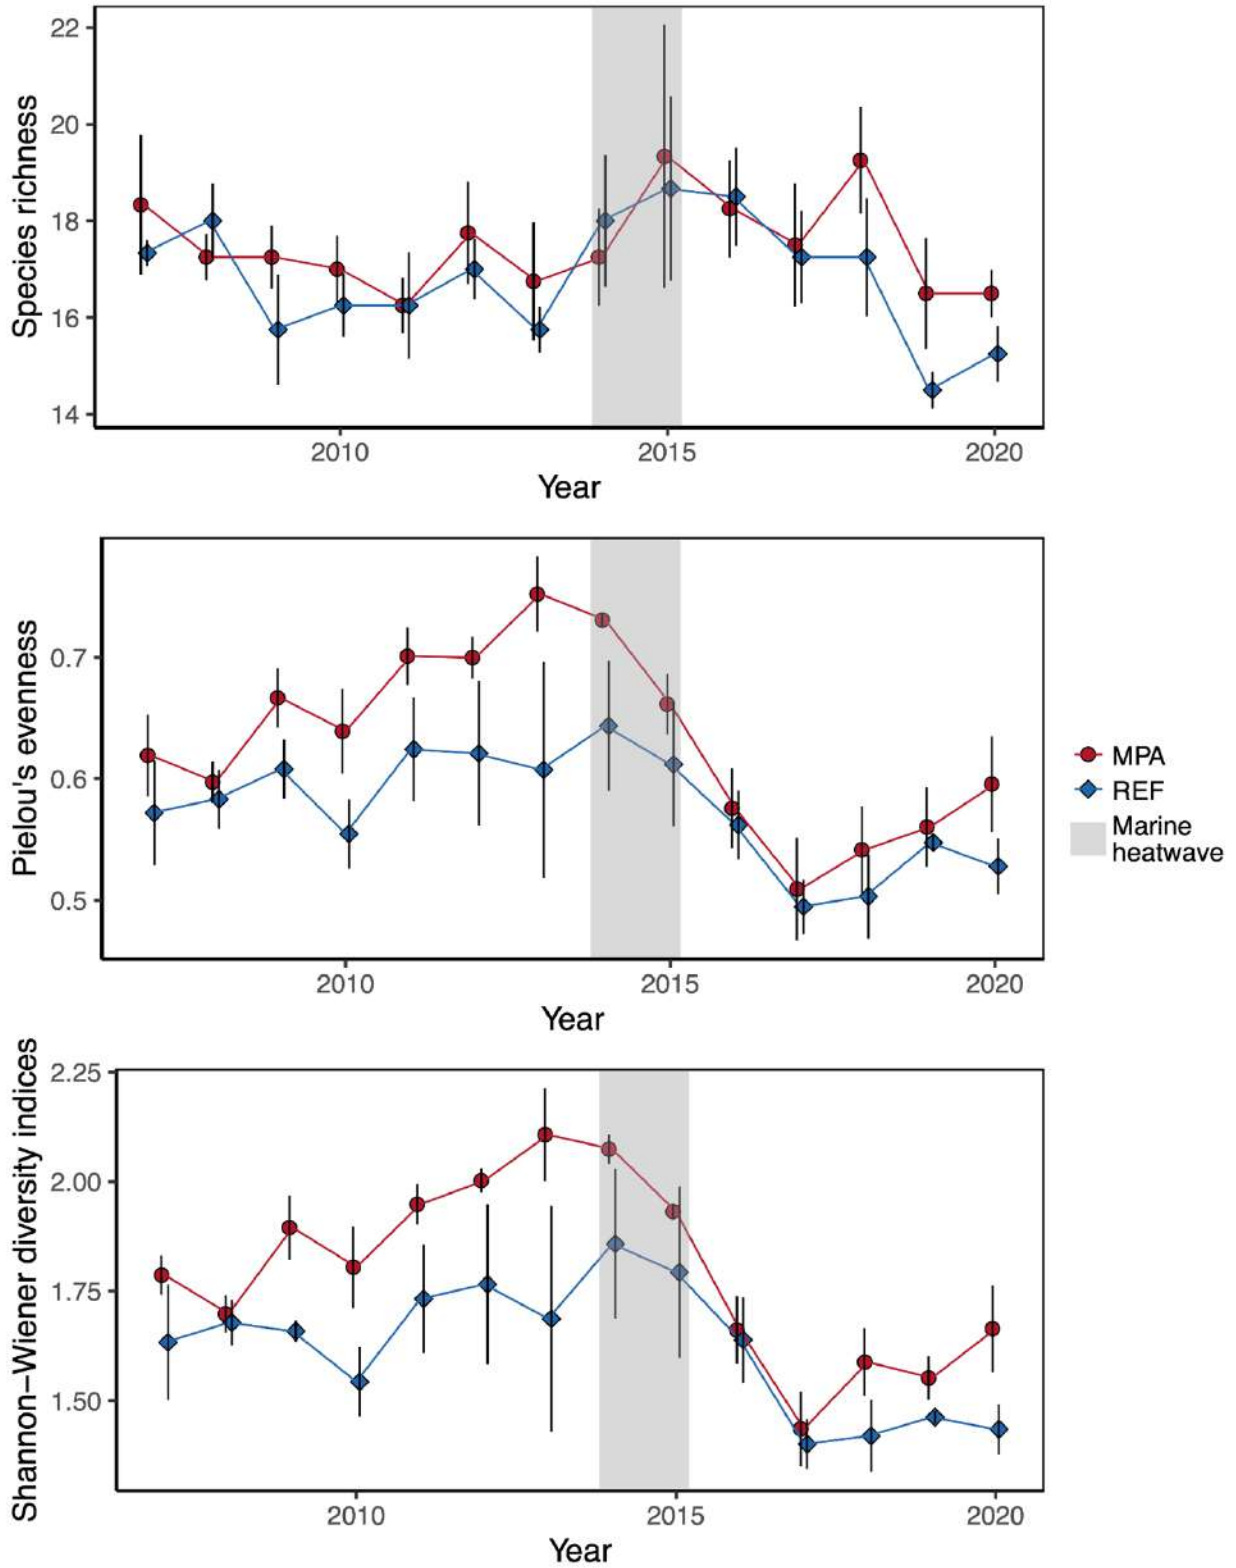 Species richness
22
20
18
16
14
2010 2015 2020
Year
Pielou's evenness
0.7
0.6
0.5
2010 2015 2020
Year
MPA
REF
Marine
heatwave
Shannon–Wiener diversity indices
2.25
2.00
1.75
1.50
2010 2015 2020
Year